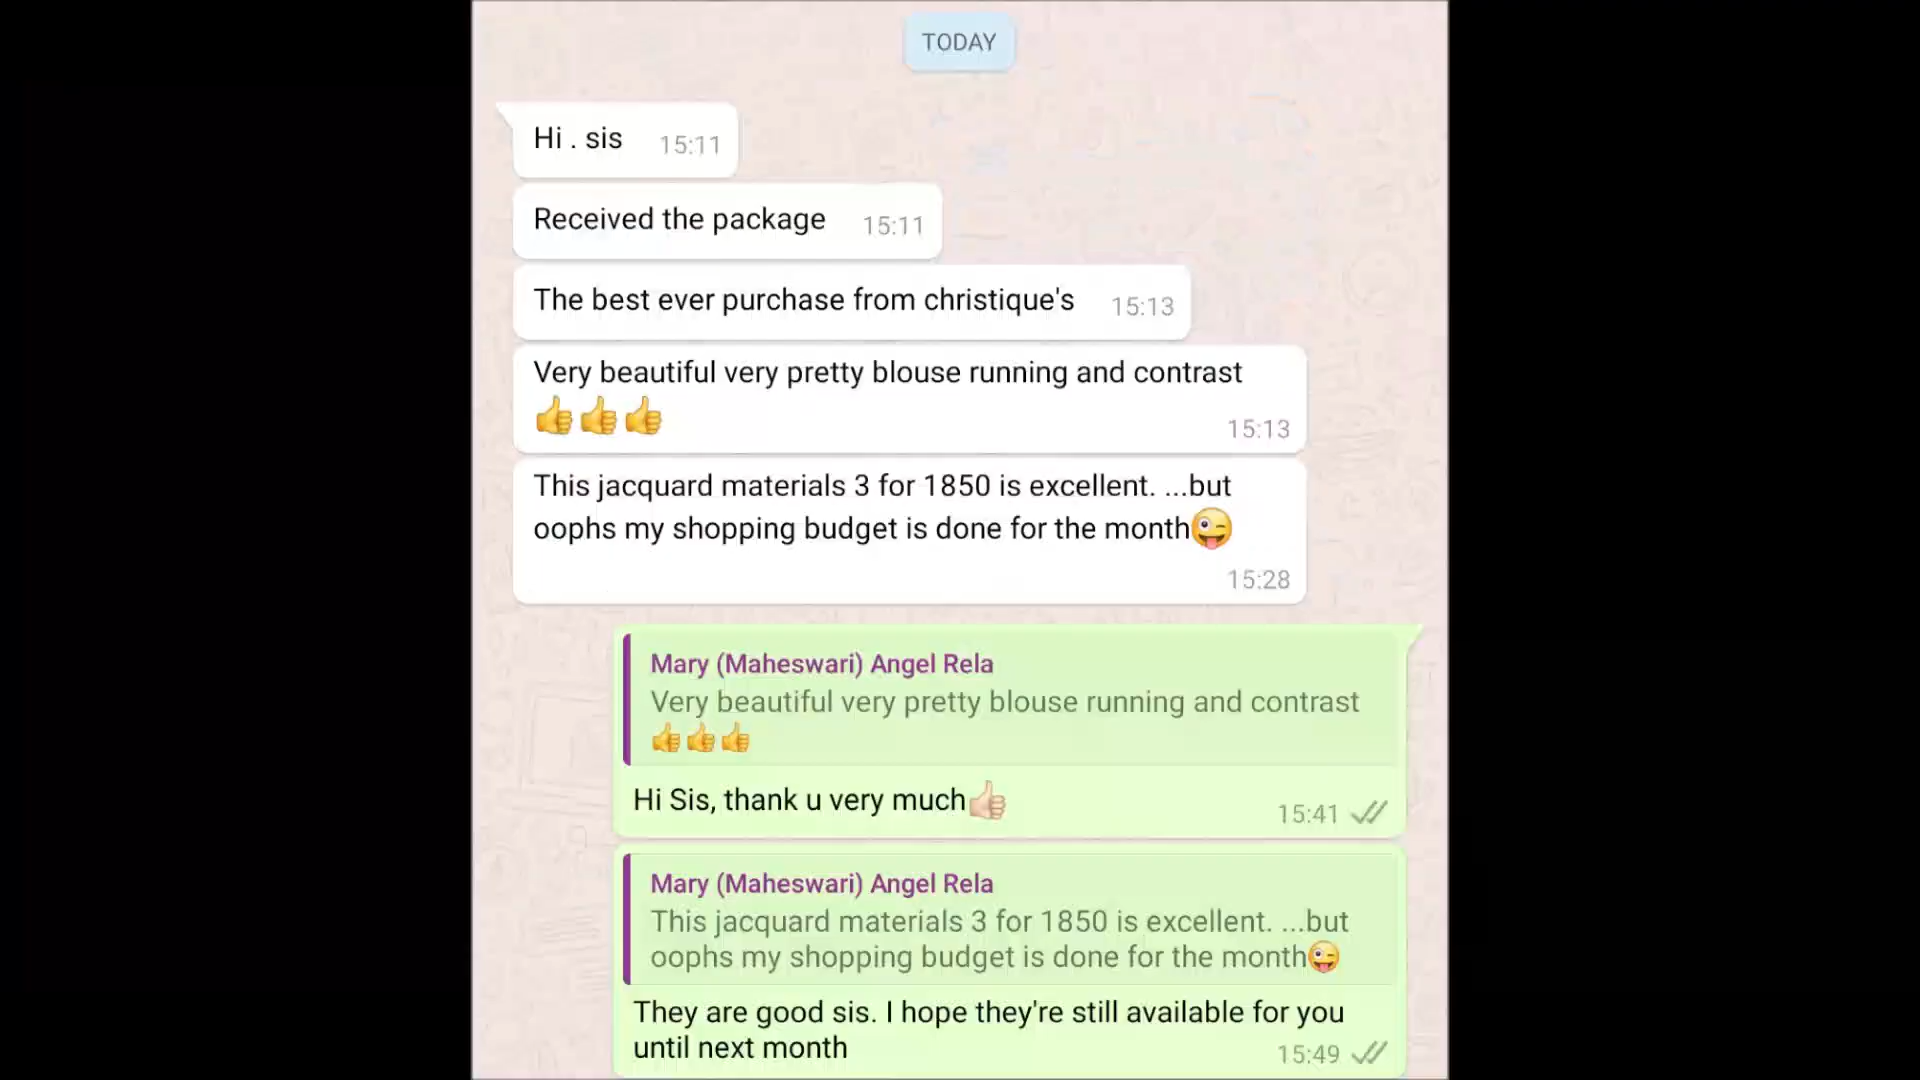 TODAY
Hi . sis 15:11
Received the package 15:11
The best ever purchase from christique's 15:13
Very beautiful very pretty blouse running and contrast
👍👍👍 15:13
This jacquard materials 3 for 1850 is excellent. ...but
oophs my shopping budget is done for the month😜
15:28
Mary (Maheswari) Angel Rela
Very beautiful very pretty blouse running and contrast
👍👍👍
Hi Sis, thank u very much👍🏻 15:41
Mary (Maheswari) Angel Rela
This jacquard materials 3 for 1850 is excellent. ...but
oophs my shopping budget is done for the month😜
They are good sis. I hope they're still available for you
until next month 15:49